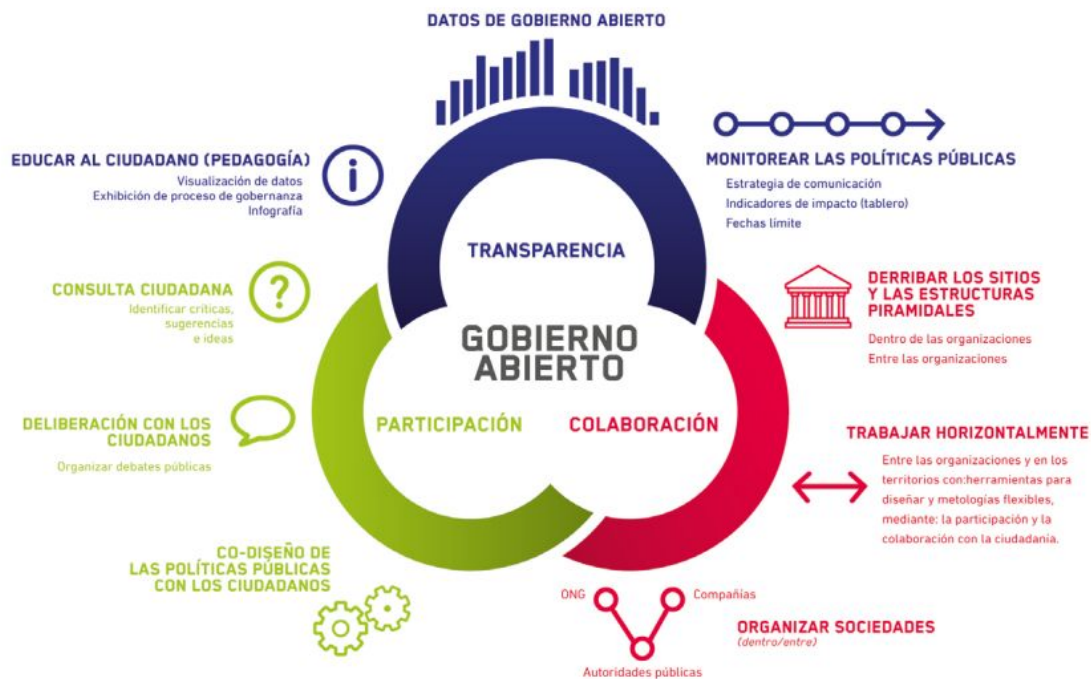 DATOS DE GOBIERNO ABIERTO
EDUCAR AL CIUDADANO (PEDAGOGÍA)
Visualización de datos
Exhibición de proceso de gobernanza
Infografía
i
MONITOREAR LAS POLÍTICAS PÚBLICAS
Estrategia de comunicación
Indicadores de impacto (tablero)
Fechas límite
TRANSPARENCIA
CONSULTA CIUDADANA
Identificar críticas,
sugerencias
e ideas
?
DERRIBAR LOS SITIOS
Y LAS ESTRUCTURAS
PIRAMIDALES
Dentro de las organizaciones
Entre las organizaciones
GOBIERNO
ABIERTO
PARTICIPACIÓN
COLABORACIÓN
DELIBERACIÓN CON LOS
CIUDADANOS
Organizar debates públicas
TRABAJAR HORIZONTALMENTE
Entre las organizaciones y en los
territorios con:herramientas para
diseñar y metologías flexibles,
mediante: la participación y la
colaboración con la ciudadanía.
CO-DISEÑO DE
LAS POLÍTICAS PÚBLICAS
CON LOS CIUDADANOS
ONG
Compañías
ORGANIZAR SOCIEDADES
(dentro/entre)
Autoridades públicas